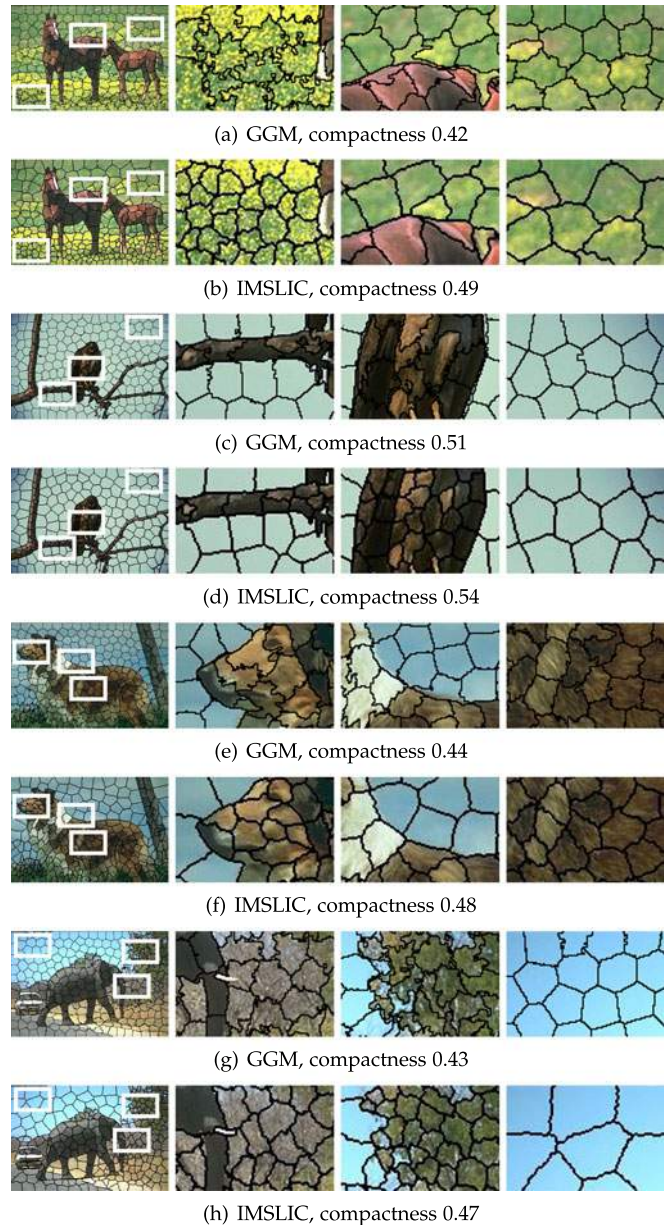 (a) GGM, compactness 0.42
(b) IMSLIC, compactness 0.49
(c) GGM, compactness 0.51
(d) IMSLIC, compactness 0.54
(e) GGM, compactness 0.44
(f) IMSLIC, compactness 0.48
(g) GGM, compactness 0.43
(h) IMSLIC, compactness 0.47